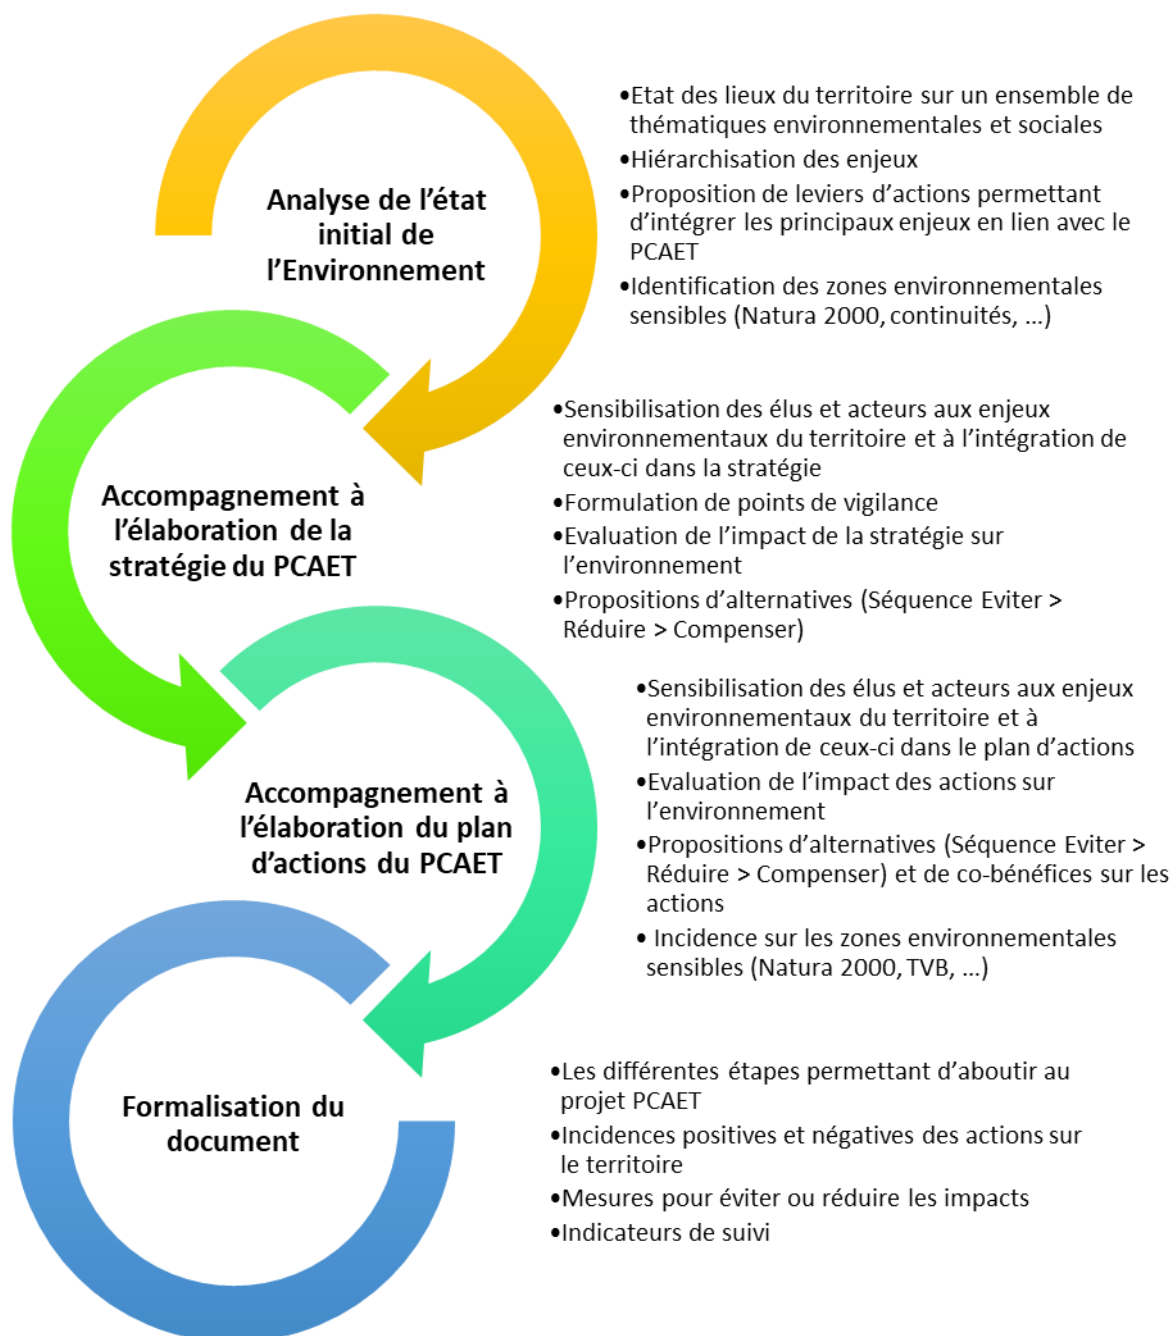 Analyse de l’état
initial de
l’Environnement
•Etat des lieux du territoire sur un ensemble de
thématiques environnementales et sociales
•Hiérarchisation des enjeux
•Proposition de leviers d’actions permettant
d’intégrer les principaux enjeux en lien avec le
PCAET
•Identification des zones environnementales
sensibles (Natura 2000, continuités, ...)
Accompagnement à
l’élaboration de la
stratégie du PCAET
•Sensibilisation des élus et acteurs aux enjeux
environnementaux du territoire et à l’intégration de
ceux-ci dans la stratégie
•Formulation de points de vigilance
•Evaluation de l’impact de la stratégie sur
l’environnement
•Propositions d’alternatives (Séquence Eviter >
Réduire > Compenser)
Accompagnement à
l’élaboration du plan
d’actions du PCAET
•Sensibilisation des élus et acteurs aux enjeux
environnementaux du territoire et à
l’intégration de ceux-ci dans le plan d’actions
•Evaluation de l’impact des actions sur
l’environnement
•Propositions d’alternatives (Séquence Eviter >
Réduire > Compenser) et de co-bénéfices sur les
actions
• Incidence sur les zones environnementales
sensibles (Natura 2000, TVB, ...)
Formalisation du
document
•Les différentes étapes permettant d’aboutir au
projet PCAET
•Incidences positives et négatives des actions sur
le territoire
•Mesures pour éviter ou réduire les impacts
•Indicateurs de suivi